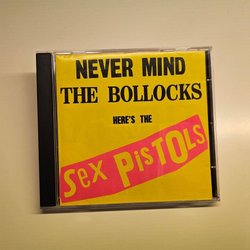 NEVER MIND
THE BOLLOCKS
HERE'S THE
Sex PiSTOLS